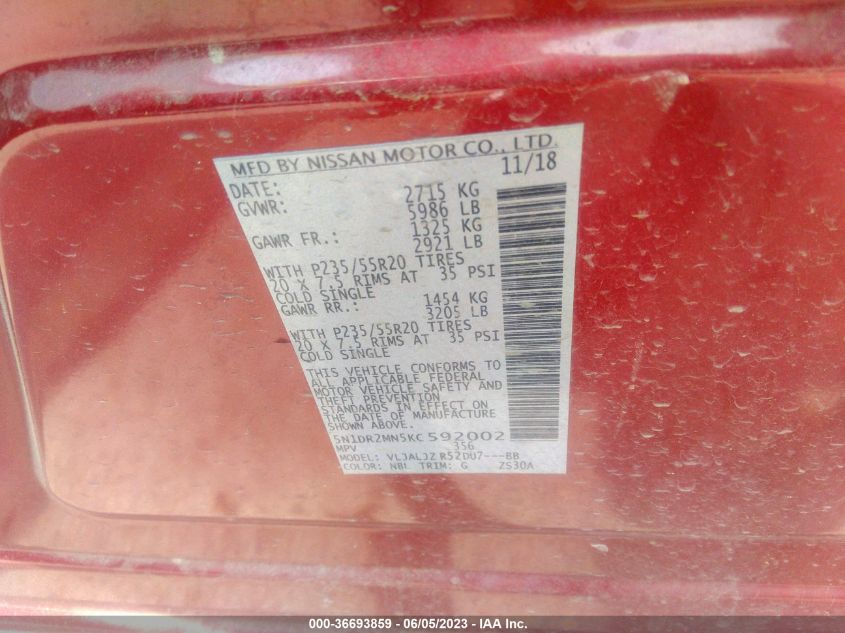 MFD BY NISSAN MOTOR CO., LTD.
DATE: 11/18
GVWR: 2715 KG
5986 LB
GAWR FR.: 1325 KG
2921 LB
WITH P235/55R20 TIRES
20 X 7.5 RIMS AT 35 PSI
COLD SINGLE
GAWR RR.: 1454 KG
3205 LB
WITH P235/55R20 TIRES
20 X 7.5 RIMS AT 35 PSI
COLD SINGLE
THIS VEHICLE CONFORMS TO
ALL APPLICABLE FEDERAL
MOTOR VEHICLE SAFETY AND
THEFT PREVENTION
STANDARDS IN EFFECT ON
THE DATE OF MANUFACTURE
SHOWN ABOVE.
5N1DR2MN5KC592002
MPV 356
MODEL: VLJALJZ R52DU7---BB
COLOR: NBL TRIM: G ZS30A
000-36693859 - 06/05/2023 - IAA Inc.